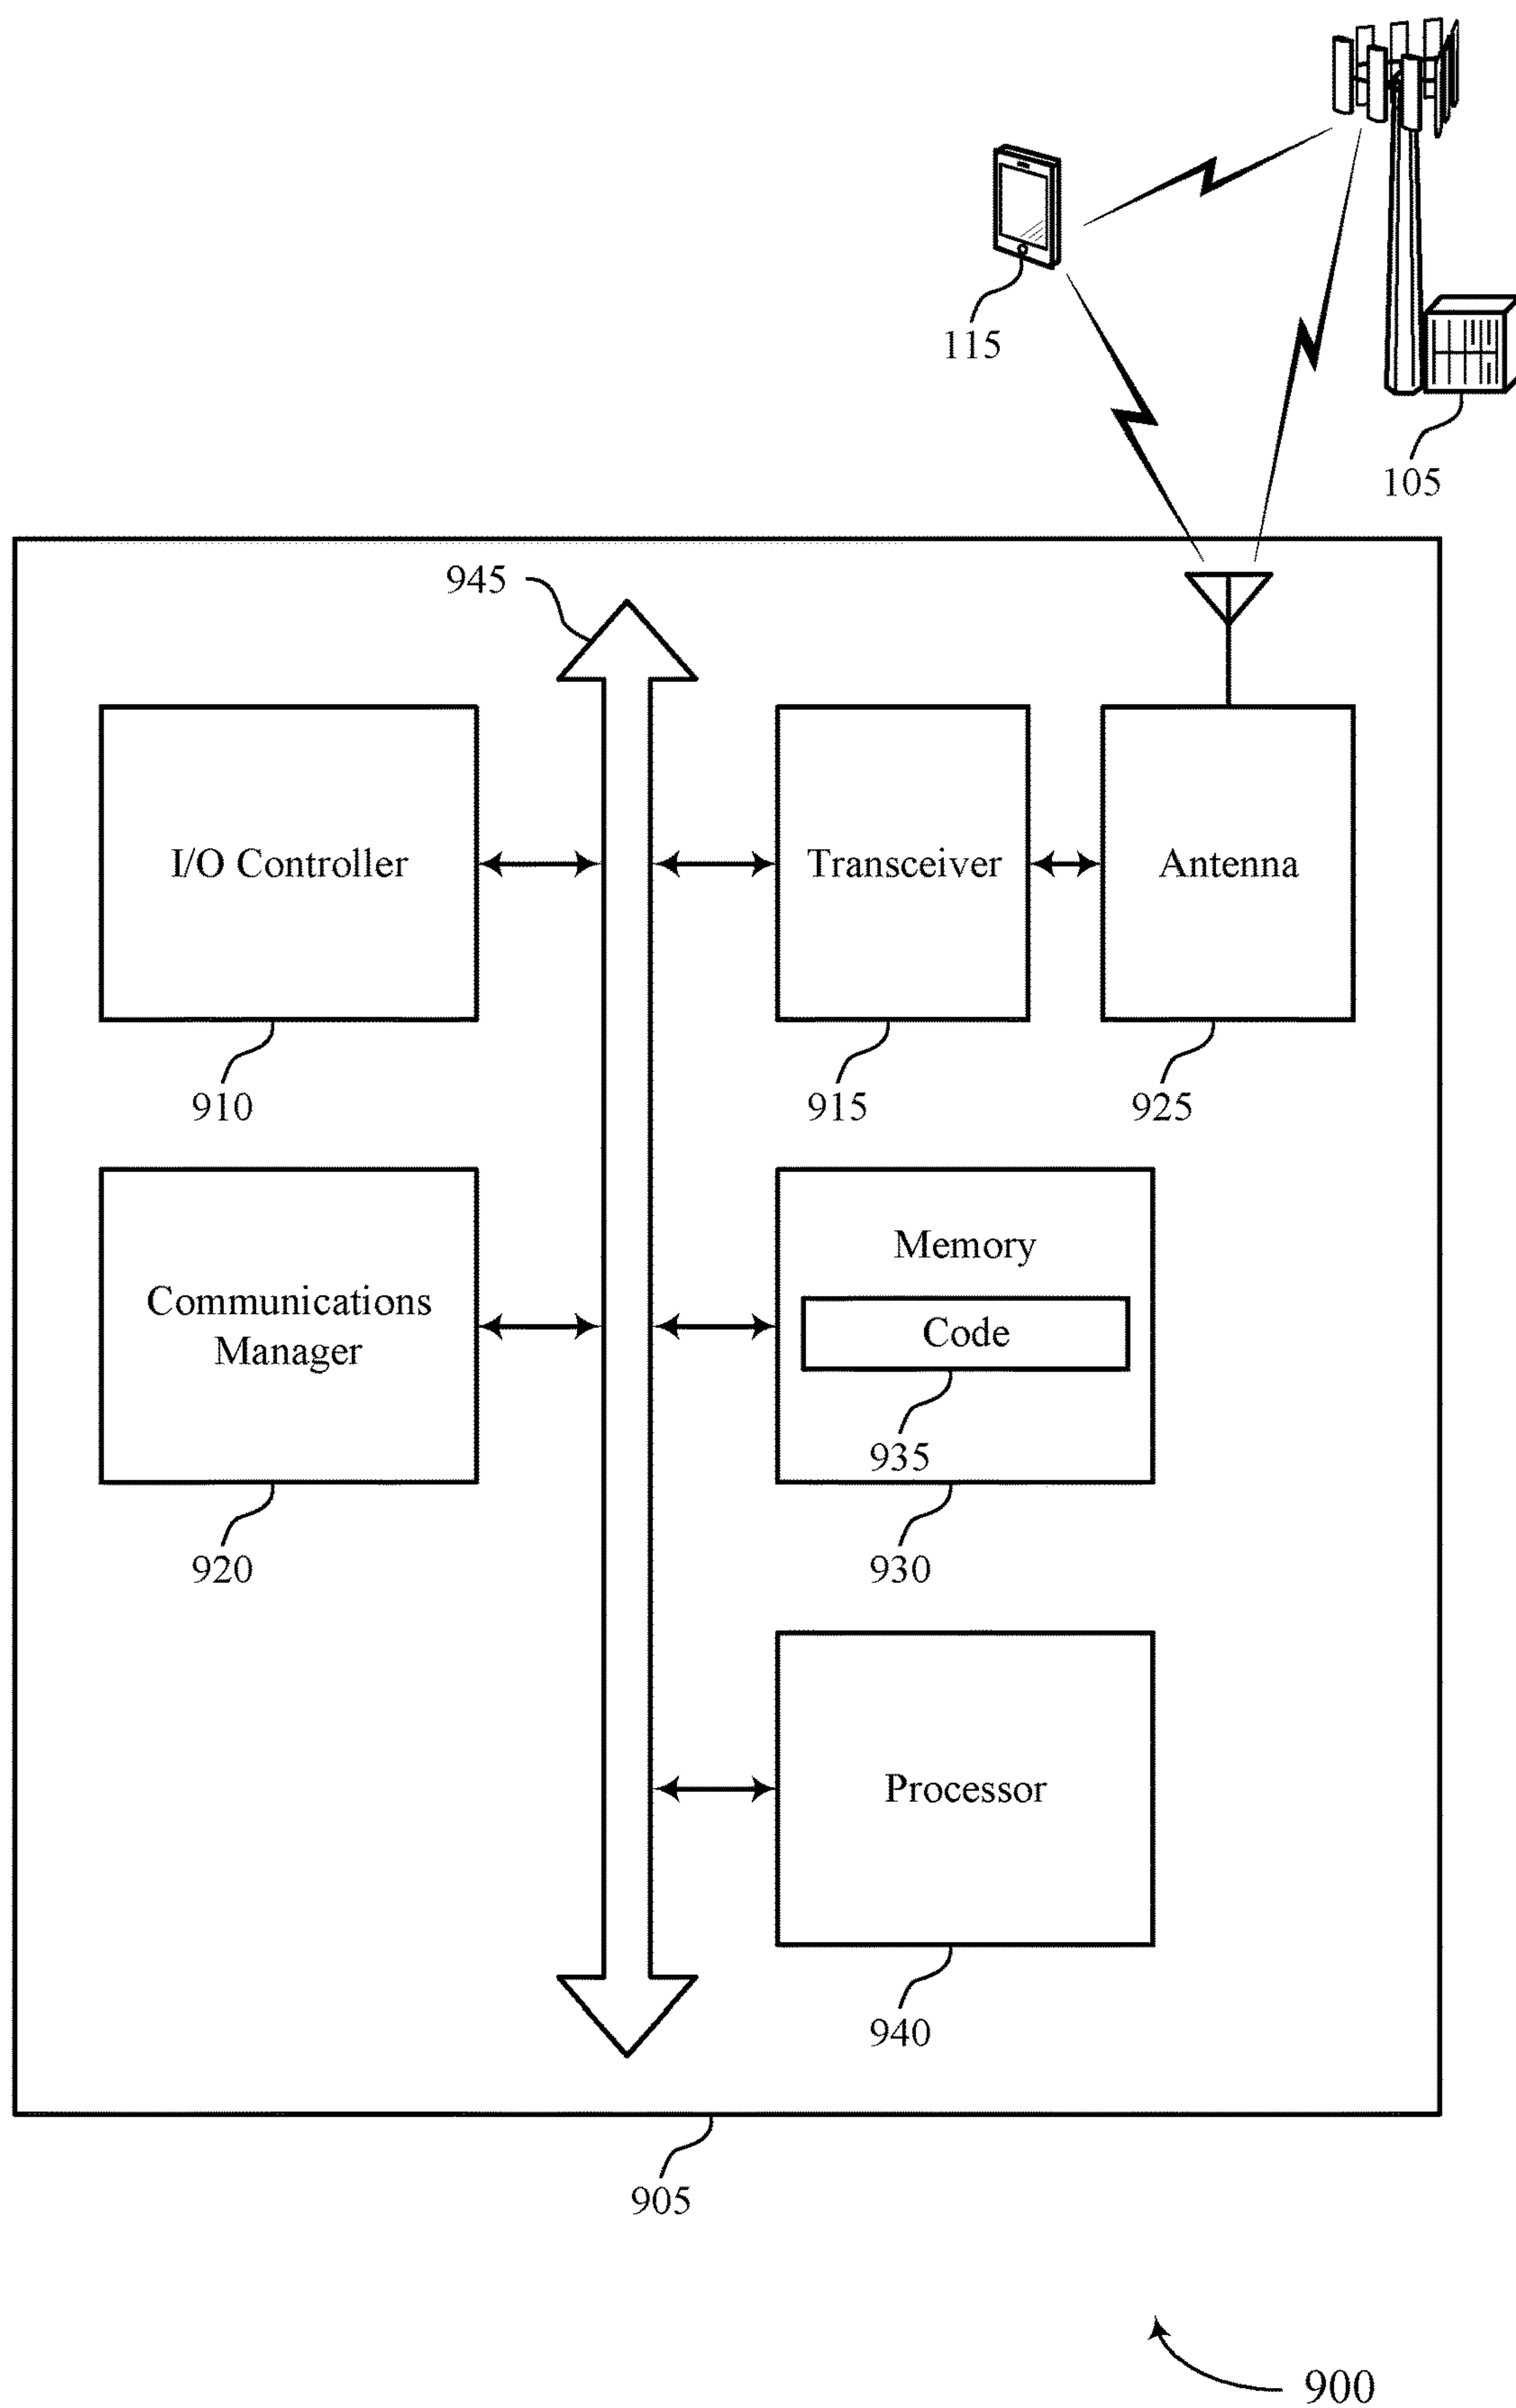 115
105
945
I/O Controller
Transceiver
Antenna
910
915
925
Communications
Manager
Memory
Code
935
920
930
Processor
940
905
900